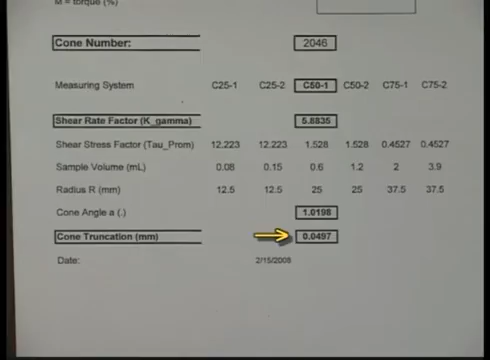 M = torque (%)
Cone Number: 2046
Measuring System C25-1 C25-2 C50-1 C50-2 C75-1 C75-2
Shear Rate Factor (K_gamma) 5.8835
Shear Stress Factor (Tau_Prom) 12.223 12.223 1.528 1.528 0.4527 0.4527
Sample Volume (mL) 0.08 0.15 0.6 1.2 2 3.9
Radius R (mm) 12.5 12.5 25 25 37.5 37.5
Cone Angle a (.) 1.0198
Cone Truncation (mm) 0.0497
Date: 2/15/2008